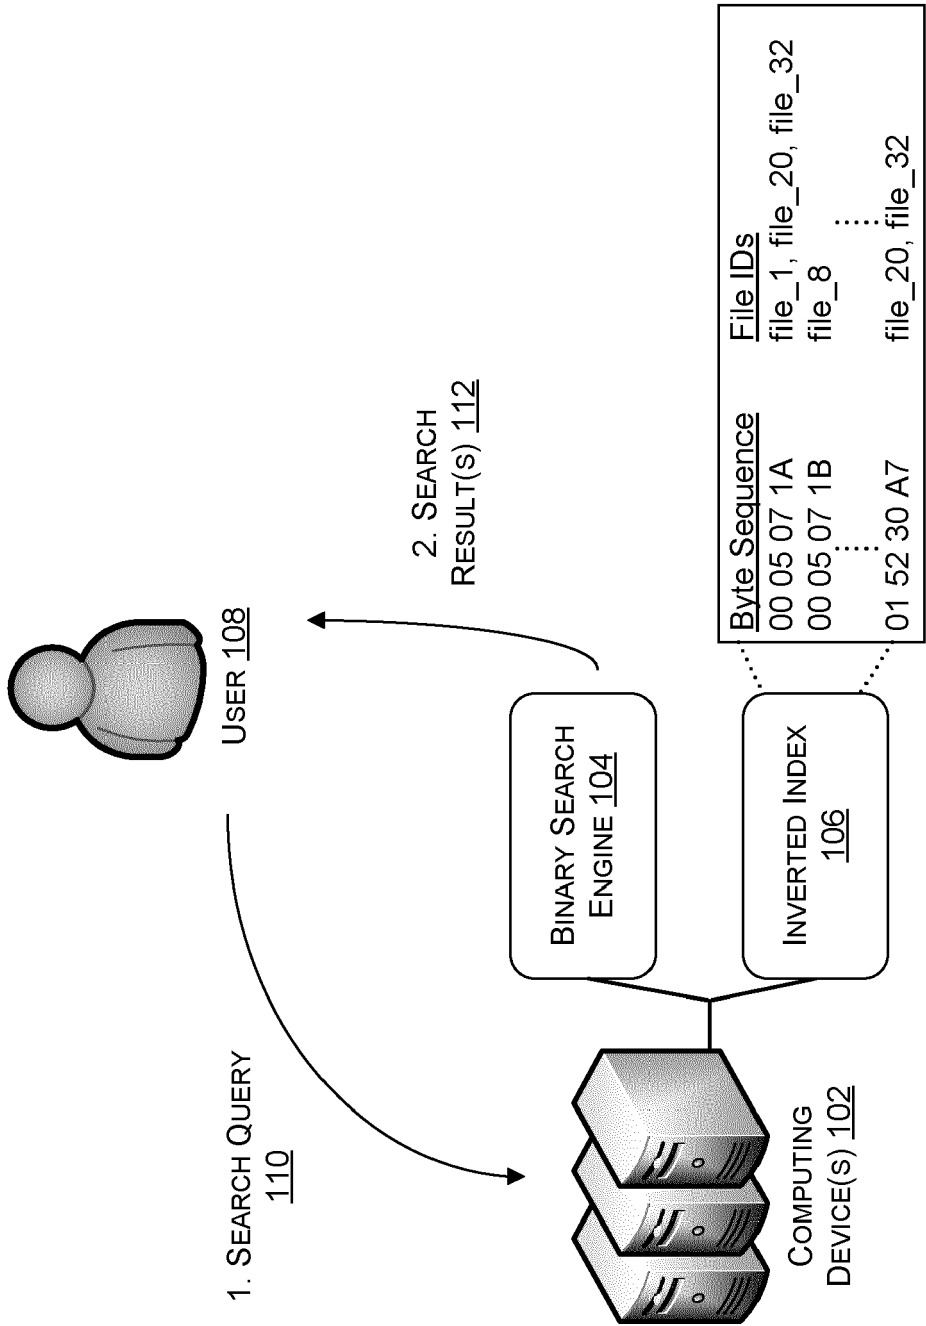 USER 108
1. SEARCH QUERY
110
2. SEARCH
RESULT(S) 112
BINARY SEARCH
ENGINE 104
COMPUTING
DEVICE(S) 102
INVERTED INDEX
106
Byte Sequence File IDs
00 05 07 1A file_1, file_20, file_32
00 05 07 1B file_8
01 52 30 A7 file_20, file_32